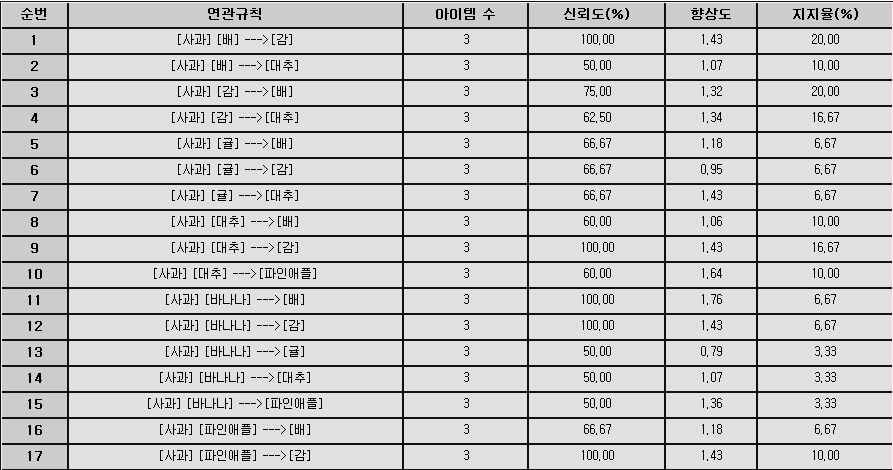 순번 연관규칙 아이템 수 신뢰도(%) 향상도 지지율(%)
1 [사과] [배] --->[감] 3 100,00 1,43 20,00
2 [사과] [배] --->[대추] 3 50,00 1,07 10,00
3 [사과] [감] --->[배] 3 75,00 1,32 20,00
4 [사과] [감] --->[대추] 3 62,50 1,34 16,67
5 [사과] [귤] --->[배] 3 66,67 1,18 6,67
6 [사과] [귤] --->[감] 3 66,67 0,95 6,67
7 [사과] [귤] --->[대추] 3 66,67 1,43 6,67
8 [사과] [대추] --->[배] 3 60,00 1,06 10,00
9 [사과] [대추] --->[감] 3 100,00 1,43 16,67
10 [사과] [대추] --->[파인애플] 3 60,00 1,64 10,00
11 [사과] [바나나] --->[배] 3 100,00 1,76 6,67
12 [사과] [바나나] --->[감] 3 100,00 1,43 6,67
13 [사과] [바나나] --->[귤] 3 50,00 0,79 3,33
14 [사과] [바나나] --->[대추] 3 50,00 1,07 3,33
15 [사과] [바나나] --->[파인애플] 3 50,00 1,36 3,33
16 [사과] [파인애플] --->[배] 3 66,67 1,18 6,67
17 [사과] [파인애플] --->[감] 3 100,00 1,43 10,00